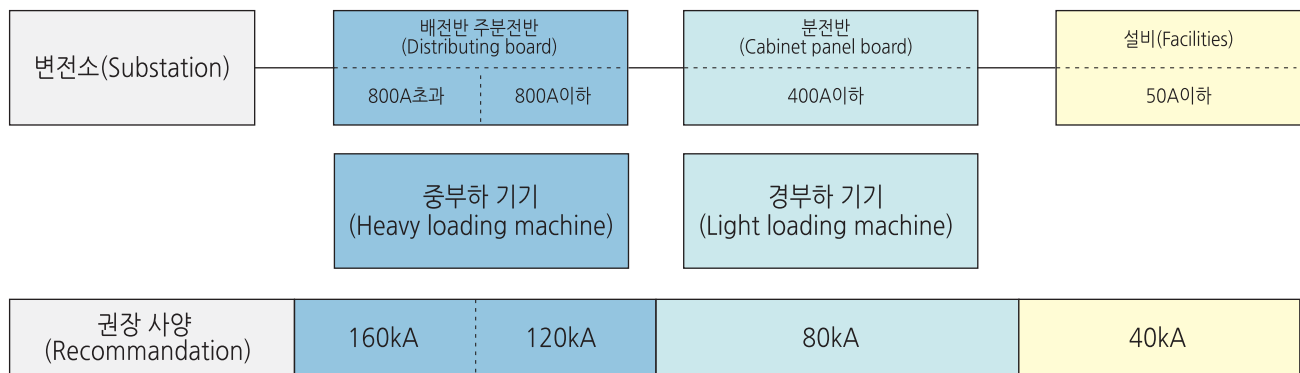 변전소(Substation)
배전반 주분전반
(Distributing board)
800A초과
800A이하
분전반
(Cabinet panel board)
400A이하
설비(Facilities)
50A이하
중부하 기기
(Heavy loading machine)
경부하 기기
(Light loading machine)
권장 사양
(Recommandation)
160kA
120kA
80kA
40kA